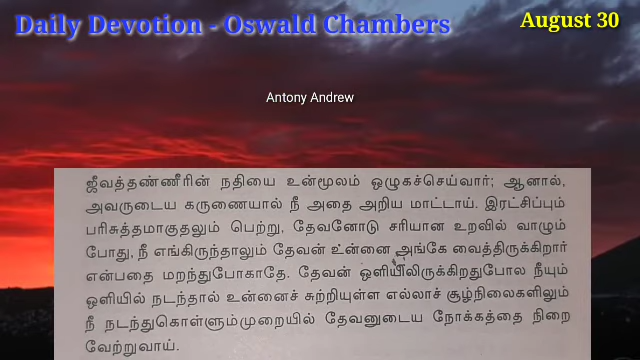 Daily Devotion - Oswald Chambers
August 30
Antony Andrew
ஜீவத்தண்ணீரின் நதியை உன்மூலம் ஒழுகச்செய்வார்; ஆனால்,
அவருடைய கருணையால் நீ அதை அறிய மாட்டாய். இரட்சிப்பும்
பரிசுத்தமாகுதலும் பெற்று, தேவனோடு சரியான உறவில் வாழும்
போது, நீ எங்கிருந்தாலும் தேவன் உன்னை அங்கே வைத்திருக்கிறார்
என்பதை மறந்துபோகாதே. தேவன் ஒளியிலிருக்கிறதுபோல நீயும்
ஒளியில் நடந்தால் உன்னைச் சுற்றியுள்ள எல்லாச் சூழ்நிலைகளிலும்
நீ நடந்துகொள்ளும்முறையில் தேவனுடைய நோக்கத்தை நிறை
வேற்றுவாய்.